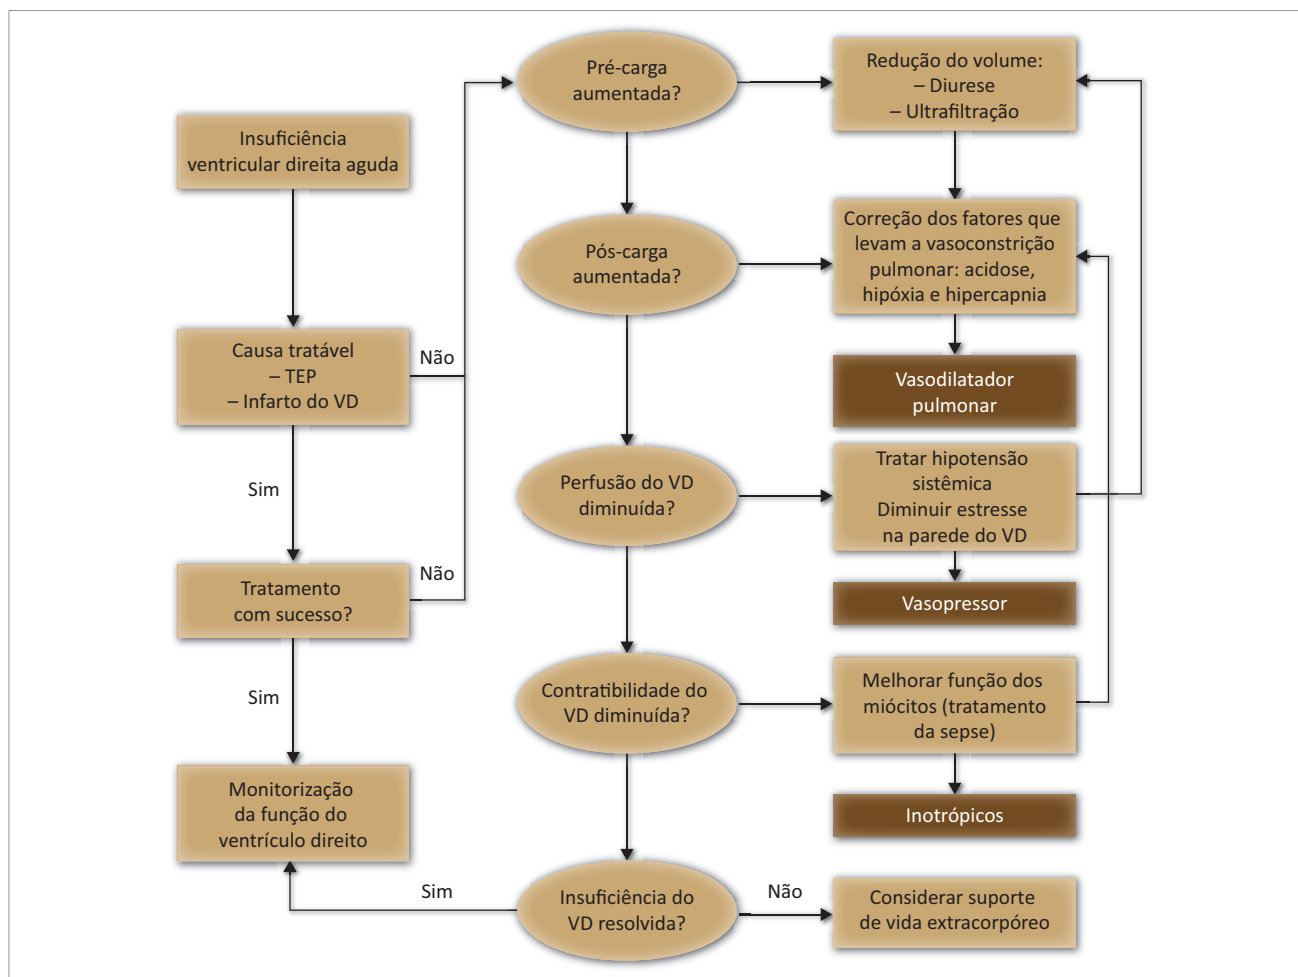 Insuficiência
ventricular direita aguda
Causa tratável
– TEP
– Infarto do VD
Não
Sim
Tratamento
com sucesso?
Não
Sim
Monitorização
da função do
ventrículo direito
Pré-carga
aumentada?
Redução do volume:
– Diurese
– Ultrafiltração
Pós-carga
aumentada?
Correção dos fatores que
levam a vasoconstrição
pulmonar: acidose,
hipóxia e hipercapnia
Vasodilatador
pulmonar
Perfusão do VD
diminuída?
Tratar hipotensão
sistêmica
Diminuir estresse
na parede do VD
Vasopressor
Contratibilidade do
VD diminuída?
Melhorar função dos
miócitos (tratamento
da sepse)
Inotrópicos
Sim
Insuficiência do
VD resolvida?
Não
Considerar suporte
de vida extracorpóreo